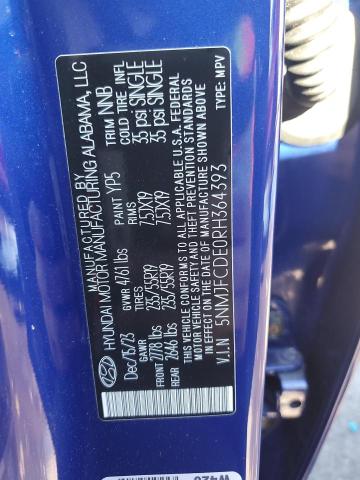 MANUFACTURED BY
HYUNDAI MOTOR MANUFACTURING ALABAMA, LLC
Dec/15/23 GVWR 4761 lbs PAINT YP5 TRIM NNB
TIRES RIMS COLD TIRE INFL
FRONT 2778 lbs 235/55R19 7.5JX19 35 psi SINGLE
REAR 2646 lbs 235/55R19 7.5JX19 35 psi SINGLE
THIS VEHICLE CONFORMS TO ALL APPLICABLE U.S.A. FEDERAL
MOTOR VEHICLE SAFETY AND THEFT PREVENTION STANDARDS
IN EFFECT ON THE DATE OF MANUFACTURE SHOWN ABOVE.
V.I.N 5NMJFCDE0RH364393 TYPE: MPV